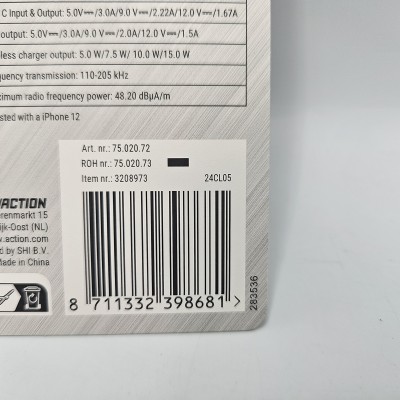 C Input & Output: 5.0V⎓/3.0A/9.0 V⎓/2.22A/12.0 V⎓/1.67A
output: 5.0V⎓/3.0A/9.0 V⎓/2.0A/12.0 V⎓/1.5A
less charger output: 5.0 W/7.5 W/ 10.0 W/15.0 W
quency transmission: 110-205 kHz
ximum radio frequency power: 48.20 dBμA/m
sted with a iPhone 12
Art. nr.: 75.020.72
ROH nr.: 75.020.73
Item nr.: 3208973 24CL05
ACTION
renmarkt 15
ijk-Oost (NL)
w.action.com
d by SHI B.V.
Made in China
8 711332 398681 >
283536